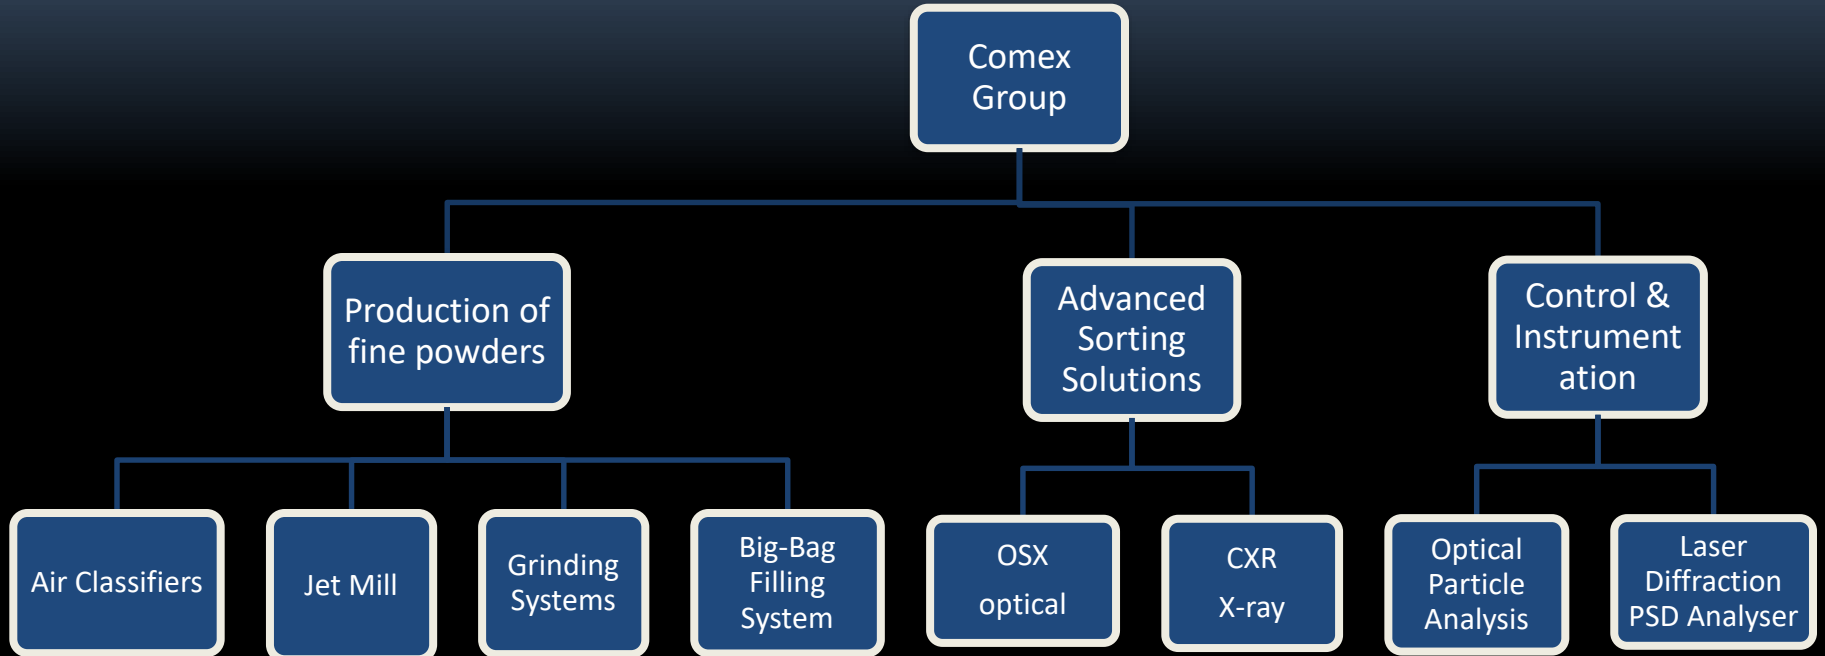 Comex
Group
Production of
fine powders
Advanced
Sorting
Solutions
Control &
Instrument
ation
Air Classifiers
Jet Mill
Grinding
Systems
Big-Bag
Filling
System
OSX
optical
CXR
X-ray
Optical
Particle
Analysis
Laser
Diffraction
PSD Analyser